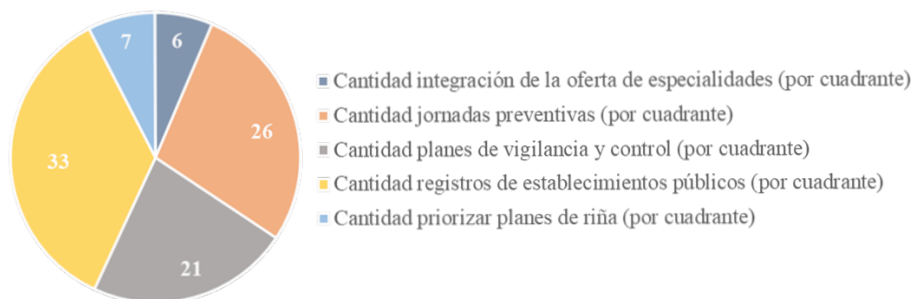 7
6
26
33
21
Cantidad integración de la oferta de especialidades (por cuadrante)
Cantidad jornadas preventivas (por cuadrante)
Cantidad planes de vigilancia y control (por cuadrante)
Cantidad registros de establecimientos públicos (por cuadrante)
Cantidad priorizar planes de riña (por cuadrante)